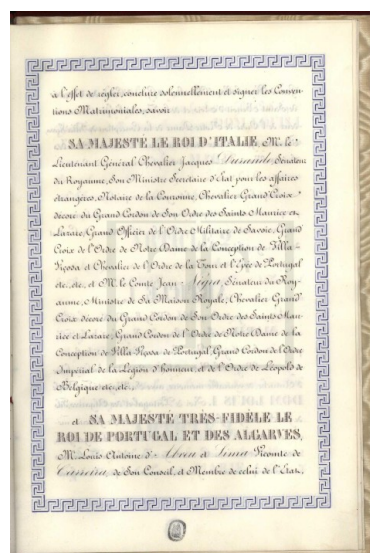 à l'effet de régler, conclure solennellement et signer les Conven-
tions Matrimoniales, savoir
SA MAJESTÉ LE ROI D'ITALIE, Mr. le
Lieutenant Général Chevalier Jacques Durando, Sénateur
du Royaume, Son Ministre Secrétaire d'État pour les affaires
étrangères, Notaire de la Couronne, Chevalier Grand'Croix
décoré du Grand Cordon de Son Ordre des Saints Maurice et
Lazare, Grand Officier de l'Ordre Militaire de Savoie, Grand
Croix de l'Ordre de Notre Dame de la Conception de Villa-
Viçosa et Chevalier de l'Ordre de la Tour et l'Épée de Portugal
etc. etc. et M. le Comte Jean Nigra, Sénateur du Roy-
aume, Ministre de Sa Maison Royale, Chevalier Grand'
Croix décoré du Grand Cordon de Son Ordre des Saints Mau-
rice et Lazare, Grand Cordon de l'Ordre de Notre Dame de la
Conception de Villa Viçosa de Portugal, Grand Cordon de l'Ordre
Impérial de la Légion d'honneur et de l'Ordre de Léopold de
Belgique etc. etc.
et SA MAJESTÉ TRÈS-FIDÈLE LE
ROI DE PORTUGAL ET DES ALGARVES,
M. Louis Antoine d'Abreu et Lima Vicomte de
Carreira, de Son Conseil, et Membre de celui de l'État,